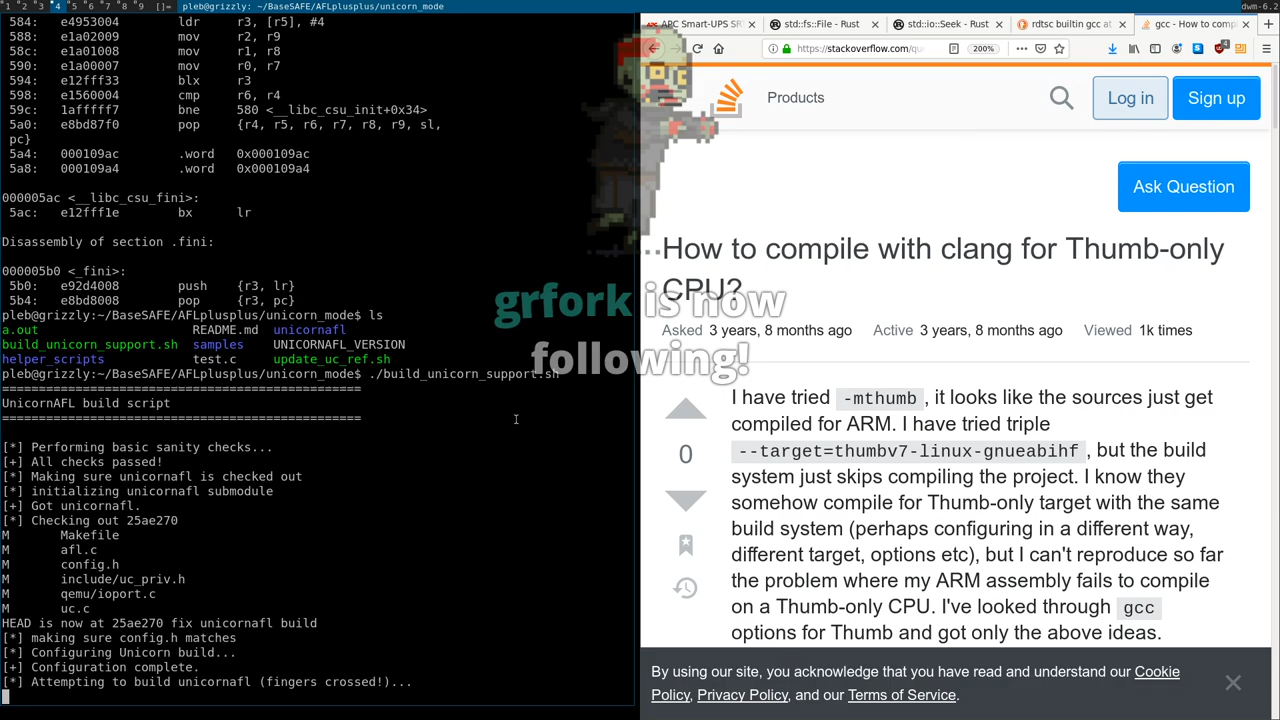 1 2 3 4 5 6 7 8 9 []= pleb@grizzly: ~/BaseSAFE/AFLplusplus/unicorn_mode
dwm-6.2
584: e4953004 ldr r3, [r5], #4
588: e1a02009 mov r2, r9
58c: e1a01008 mov r1, r8
590: e1a00007 mov r0, r7
594: e12fff33 blx r3
598: e1560004 cmp r6, r4
59c: 1afffff7 bne 580 <__libc_csu_init+0x34>
5a0: e8bd87f0 pop {r4, r5, r6, r7, r8, r9, sl,
pc}
5a4: 000109ac .word 0x000109ac
5a8: 000109a4 .word 0x000109a4
000005ac <__libc_csu_fini>:
5ac: e12fff1e bx lr
Disassembly of section .fini:
000005b0 <_fini>:
5b0: e92d4008 push {r3, lr}
5b4: e8bd8008 pop {r3, pc}
pleb@grizzly:~/BaseSAFE/AFLplusplus/unicorn_mode$ ls
a.out README.md unicornafl
build_unicorn_support.sh samples UNICORNAFL_VERSION
helper_scripts test.c update_uc_ref.sh
pleb@grizzly:~/BaseSAFE/AFLplusplus/unicorn_mode$ ./build_unicorn_support.sh
=================================================
UnicornAFL build script
=================================================
[*] Performing basic sanity checks...
[+] All checks passed!
[*] Making sure unicornafl is checked out
[*] initializing unicornafl submodule
[+] Got unicornafl.
[*] Checking out 25ae270
M Makefile
M afl.c
M config.h
M include/uc_priv.h
M qemu/ioport.c
M uc.c
HEAD is now at 25ae270 fix unicornafl build
[*] making sure config.h matches
[*] Configuring Unicorn build...
[+] Configuration complete.
[*] Attempting to build unicornafl (fingers crossed!)...
grfork is now
following!
APC Smart-UPS SR
std::fs::File - Rust
std::io::Seek - Rust
rdtsc builtin gcc at
gcc - How to comp
https://stackoverflow.com/qu
200%
4
Products
Log in
Sign up
Ask Question
How to compile with clang for Thumb-only
CPU?
Asked 3 years, 8 months ago Active 3 years, 8 months ago Viewed 1k times
0
I have tried -mthumb , it looks like the sources just get
compiled for ARM. I have tried triple
--target=thumbv7-linux-gnueabihf , but the build
system just skips compiling the project. I know they
somehow compile for Thumb-only target with the same
build system (perhaps configuring in a different way,
different target, options etc), but I can't reproduce so far
the problem where my ARM assembly fails to compile
on a Thumb-only CPU. I've looked through gcc
options for Thumb and got only the above ideas.
By using our site, you acknowledge that you have read and understand our Cookie
Policy, Privacy Policy, and our Terms of Service.